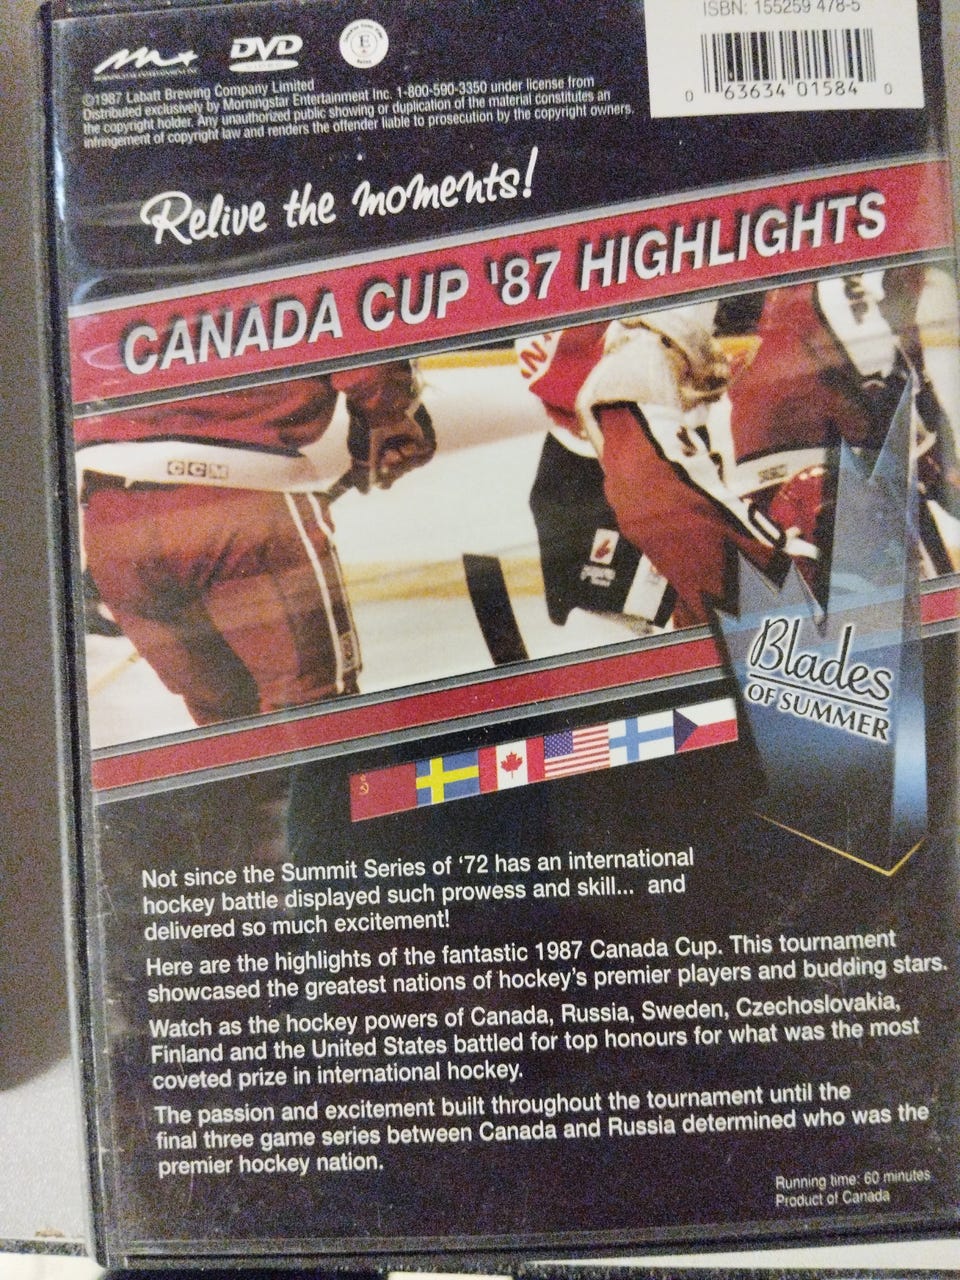 ISBN: 155259 478-5
0 63634 01584 0
M+
DVD
E
©1987 Labatt Brewing Company Limited
Distributed exclusively by Morningstar Entertainment Inc. 1-800-590-3350 under license from
the copyright holder. Any unauthorized public showing or duplication of the material constitutes an
infringement of copyright law and renders the offender liable to prosecution by the copyright owners.
Relive the moments!
CANADA CUP '87 HIGHLIGHTS
CCM
Blades
OF SUMMER
Not since the Summit Series of '72 has an international
hockey battle displayed such prowess and skill... and
delivered so much excitement!
Here are the highlights of the fantastic 1987 Canada Cup. This tournament
showcased the greatest nations of hockey's premier players and budding stars.
Watch as the hockey powers of Canada, Russia, Sweden, Czechoslovakia,
Finland and the United States battled for top honours for what was the most
coveted prize in international hockey.
The passion and excitement built throughout the tournament until the
final three game series between Canada and Russia determined who was the
premier hockey nation.
Running time: 60 minutes
Product of Canada